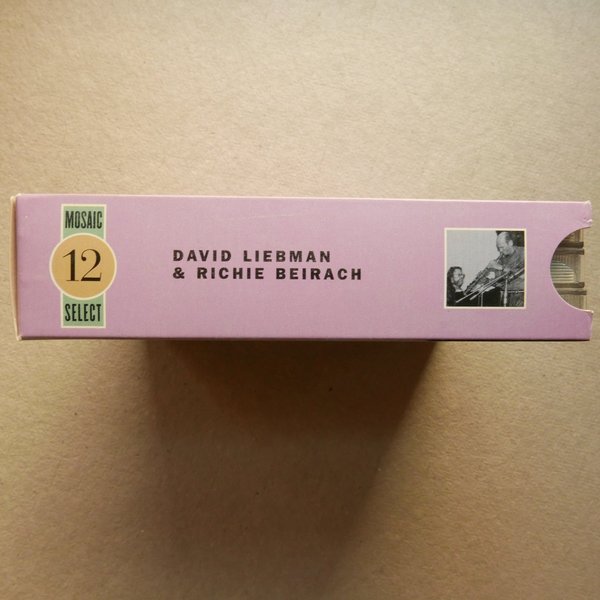 MOSAIC
12
SELECT
DAVID LIEBMAN
& RICHIE BEIRACH